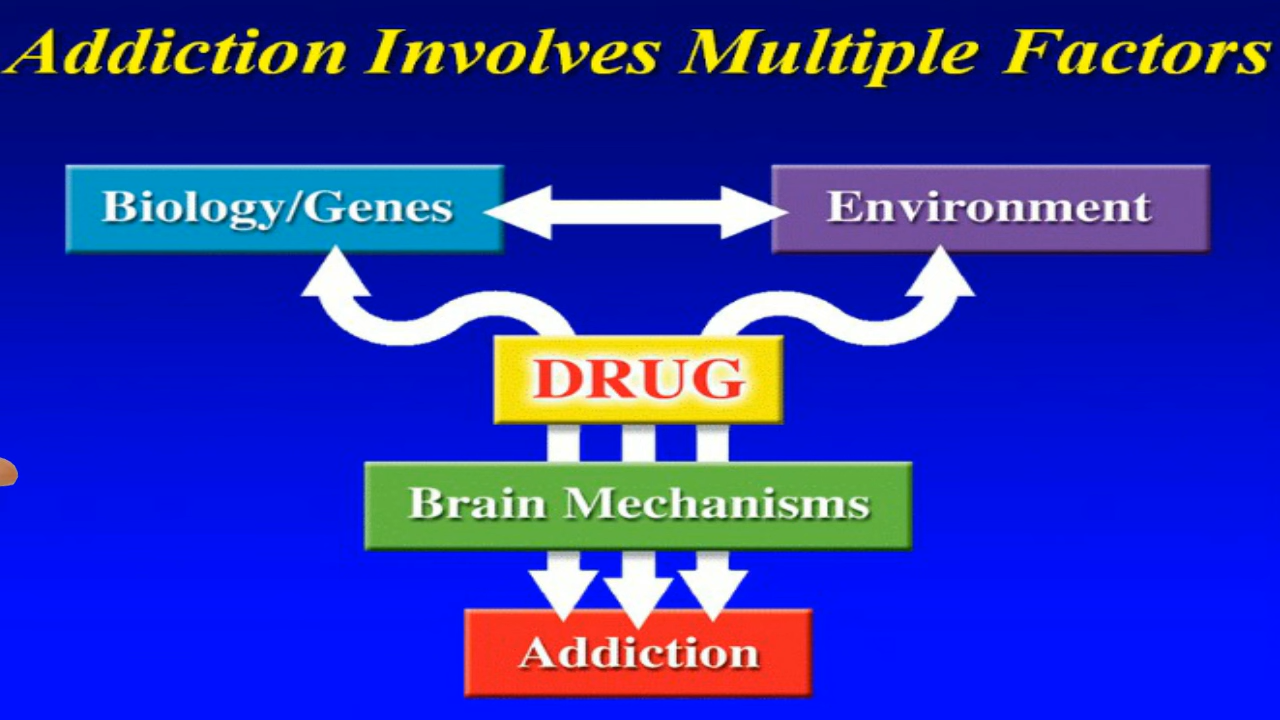 Addiction Involves Multiple Factors
Biology/Genes
Environment
DRUG
Brain Mechanisms
Addiction